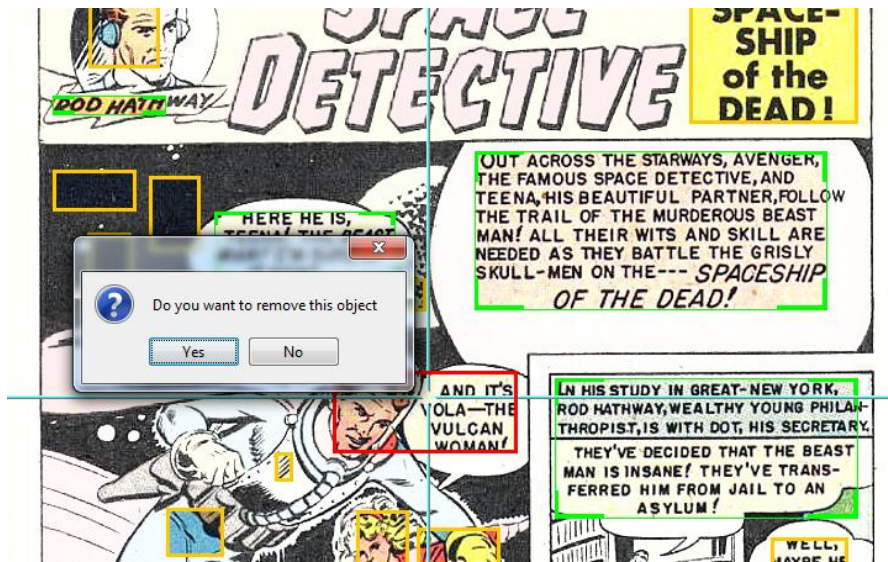 SPACE
DETECTIVE
SPACE-
SHIP
of the
DEAD!
ROD HATHWAY
OUT ACROSS THE STARWAYS, AVENGER,
THE FAMOUS SPACE DETECTIVE, AND
TEENA, HIS BEAUTIFUL PARTNER, FOLLOW
THE TRAIL OF THE MURDEROUS BEAST
MAN! ALL THEIR WITS AND SKILL ARE
NEEDED AS THEY BATTLE THE GRISLY
SKULL-MEN ON THE--- SPACESHIP
OF THE DEAD!
HERE HE IS,
TEENA! THE BEAST
Do you want to remove this object
Yes
No
AND IT'S
VOLA—THE
VULCAN
WOMAN!
IN HIS STUDY IN GREAT-NEW YORK,
ROD HATHWAY, WEALTHY YOUNG PHILAN-
THROPIST, IS WITH DOT, HIS SECRETARY.
THEY'VE DECIDED THAT THE BEAST
MAN IS INSANE! THEY'VE TRANS-
FERRED HIM FROM JAIL TO AN
ASYLUM!
WELL,
MAYBE HE